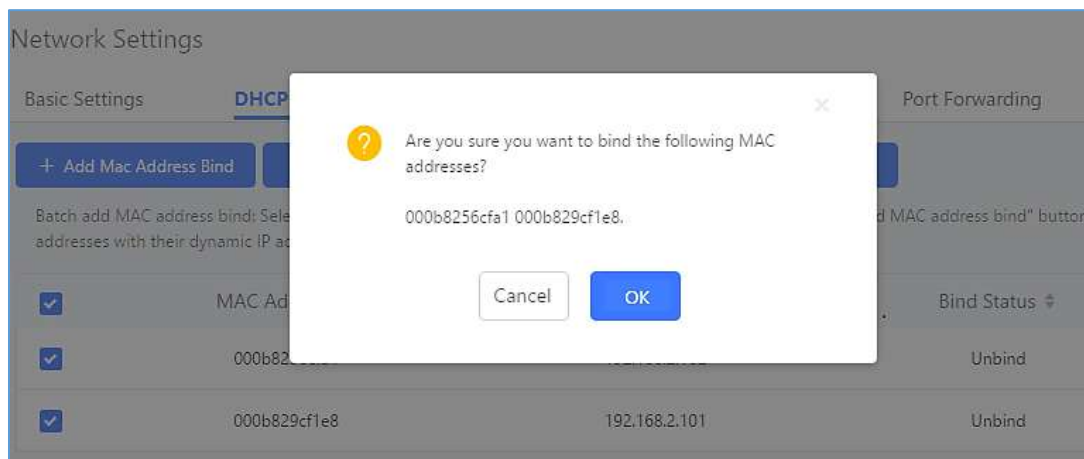 Network Settings
Basic Settings
DHCP
Port Forwarding
+ Add Mac Address Bind
Are you sure you want to bind the following MAC
addresses?
000b8256cfa1 000b829cf1e8.
Cancel
OK
Batch add MAC address bind: Sele
d MAC address bind" button
addresses with their dynamic IP ad
MAC Ad
Bind Status
000b82
Unbind
000b829cf1e8
192.168.2.101
Unbind